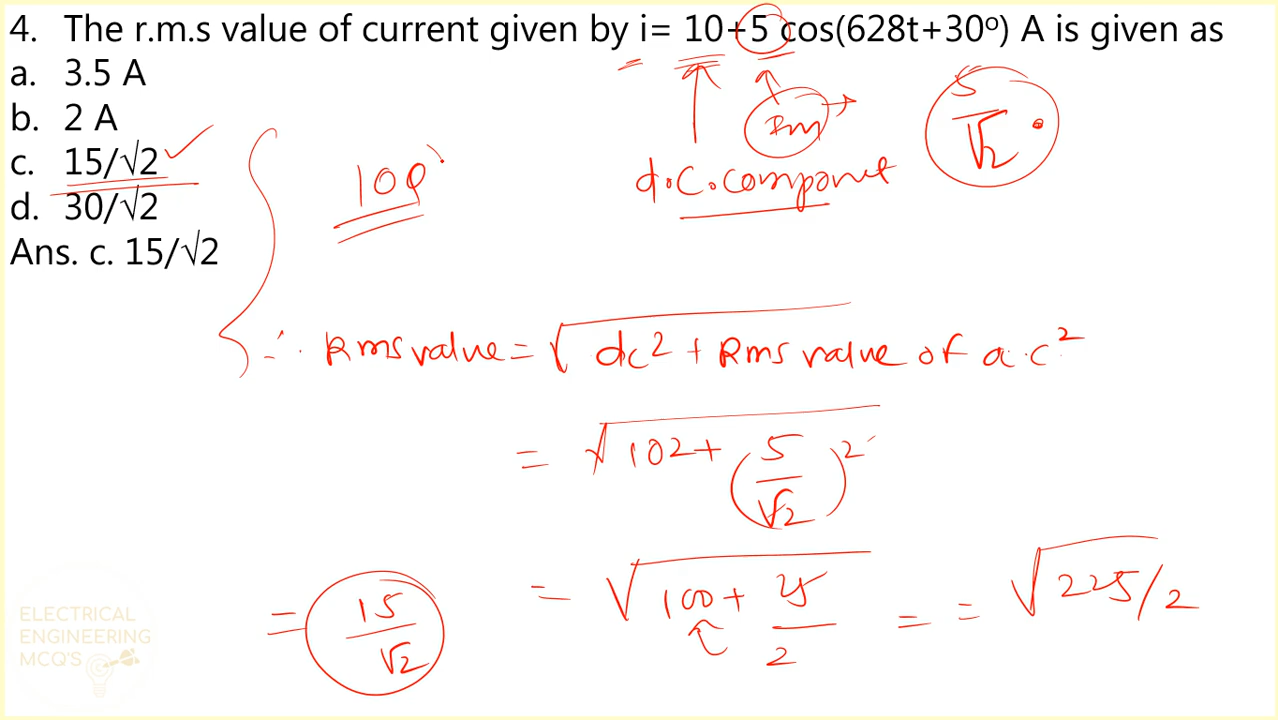 4. The r.m.s value of current given by i= 10+5 cos(628t+30º) A is given as
a. 3.5 A
b. 2 A
c. 15/√2
d. 30/√2
Ans. c. 15/√2
Im
5/√2
d.c.component
100
∴ Rms value = √dc2 + Rms value of a.c2
= √102 + (5/√2)2
= √100 + 25/2 = = √225/2
= 15/√2
ELECTRICAL
ENGINEERING
MCQ'S